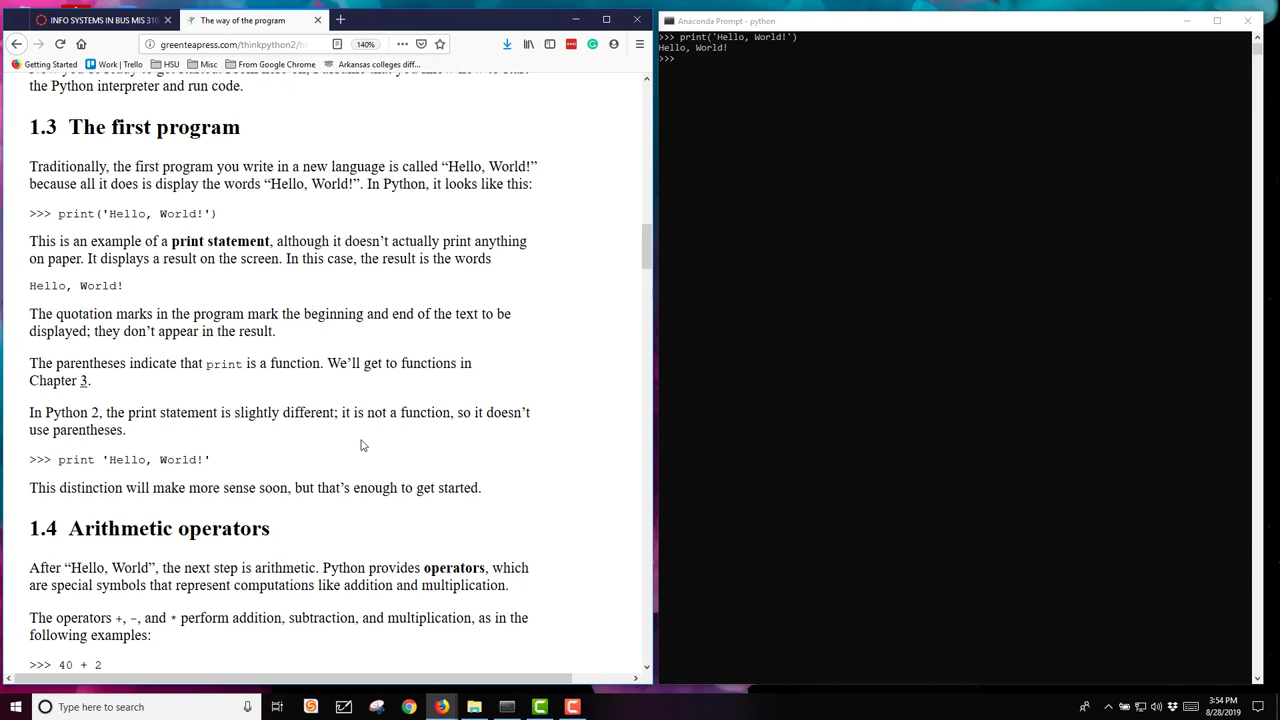 INFO SYSTEMS IN BUS MIS 310
The way of the program
greenteapress.com/thinkpython2/h
140%
Getting Started
Work | Trello
HSU
Misc
From Google Chrome
Arkansas colleges diff...
the Python interpreter and run code.
1.3 The first program
Traditionally, the first program you write in a new language is called “Hello, World!”
because all it does is display the words “Hello, World!”. In Python, it looks like this:
>>> print('Hello, World!')
This is an example of a print statement, although it doesn’t actually print anything
on paper. It displays a result on the screen. In this case, the result is the words
Hello, World!
The quotation marks in the program mark the beginning and end of the text to be
displayed; they don’t appear in the result.
The parentheses indicate that print is a function. We’ll get to functions in
Chapter 3.
In Python 2, the print statement is slightly different; it is not a function, so it doesn’t
use parentheses.
>>> print 'Hello, World!'
This distinction will make more sense soon, but that’s enough to get started.
1.4 Arithmetic operators
After “Hello, World”, the next step is arithmetic. Python provides operators, which
are special symbols that represent computations like addition and multiplication.
The operators +, -, and * perform addition, subtraction, and multiplication, as in the
following examples:
>>> 40 + 2
Anaconda Prompt - python
>>> print('Hello, World!')
Hello, World!
>>>
Type here to search
3:54 PM
8/28/2019